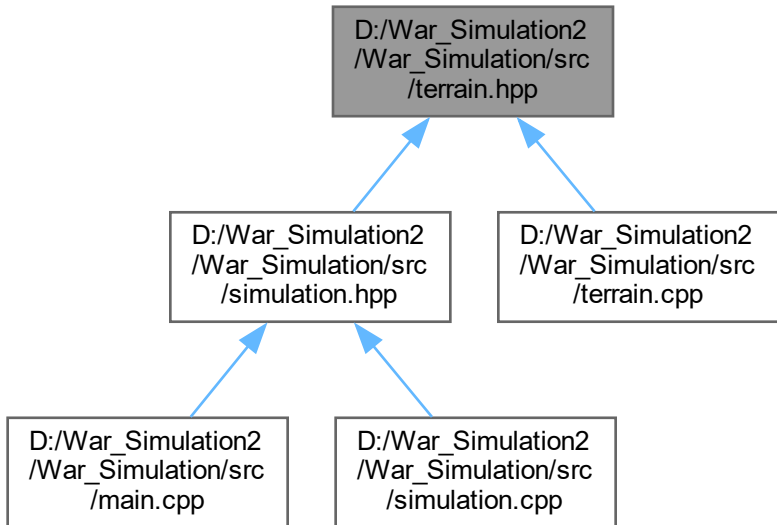 D:/War_Simulation2
/War_Simulation/src
/terrain.hpp
D:/War_Simulation2
/War_Simulation/src
/simulation.hpp
D:/War_Simulation2
/War_Simulation/src
/terrain.cpp
D:/War_Simulation2
/War_Simulation/src
/main.cpp
D:/War_Simulation2
/War_Simulation/src
/simulation.cpp